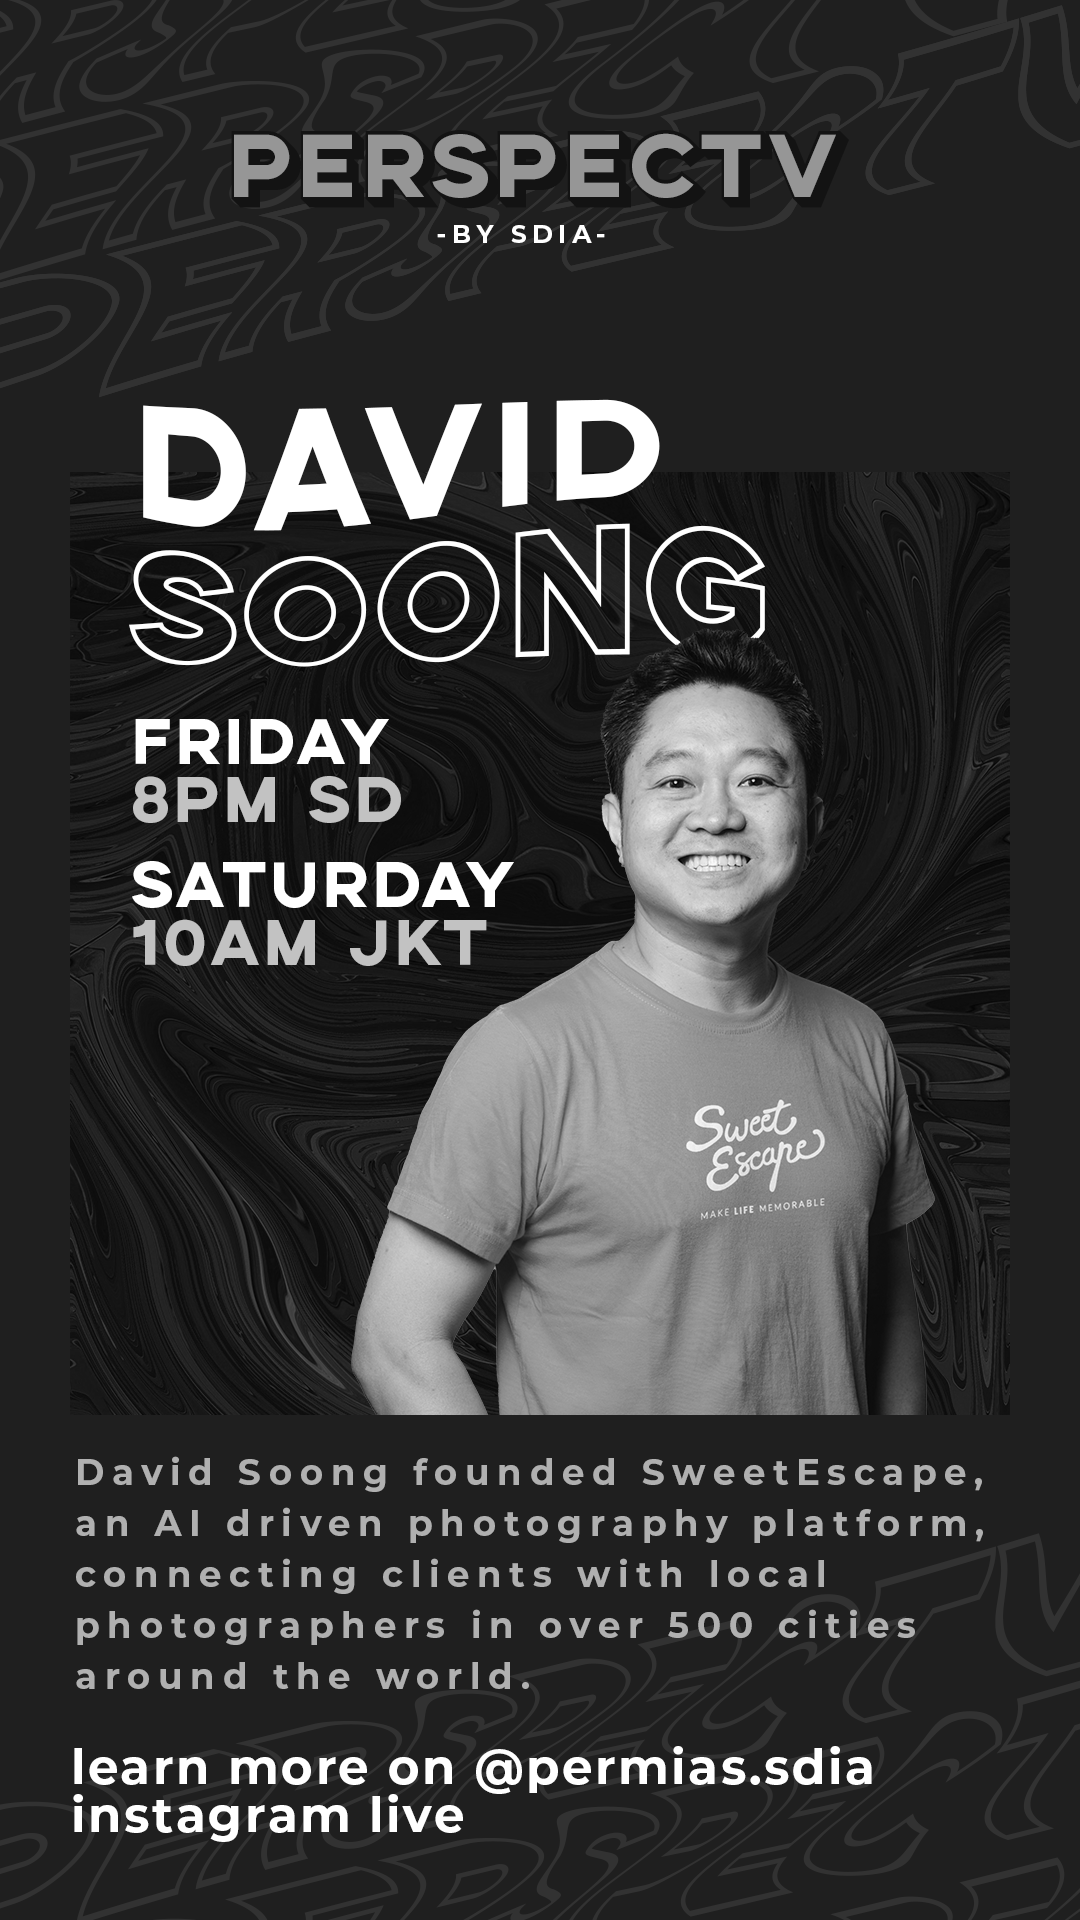 PERSPECTV
-BY SDIA-
DAVID
SOONG
FRIDAY
8PM SD
SATURDAY
10AM JKT
Sweet
Escape
MAKE LIFE MEMORABLE
David Soong founded SweetEscape,
an AI driven photography platform,
connecting clients with local
photographers in over 500 cities
around the world.
learn more on @permias.sdia
instagram live